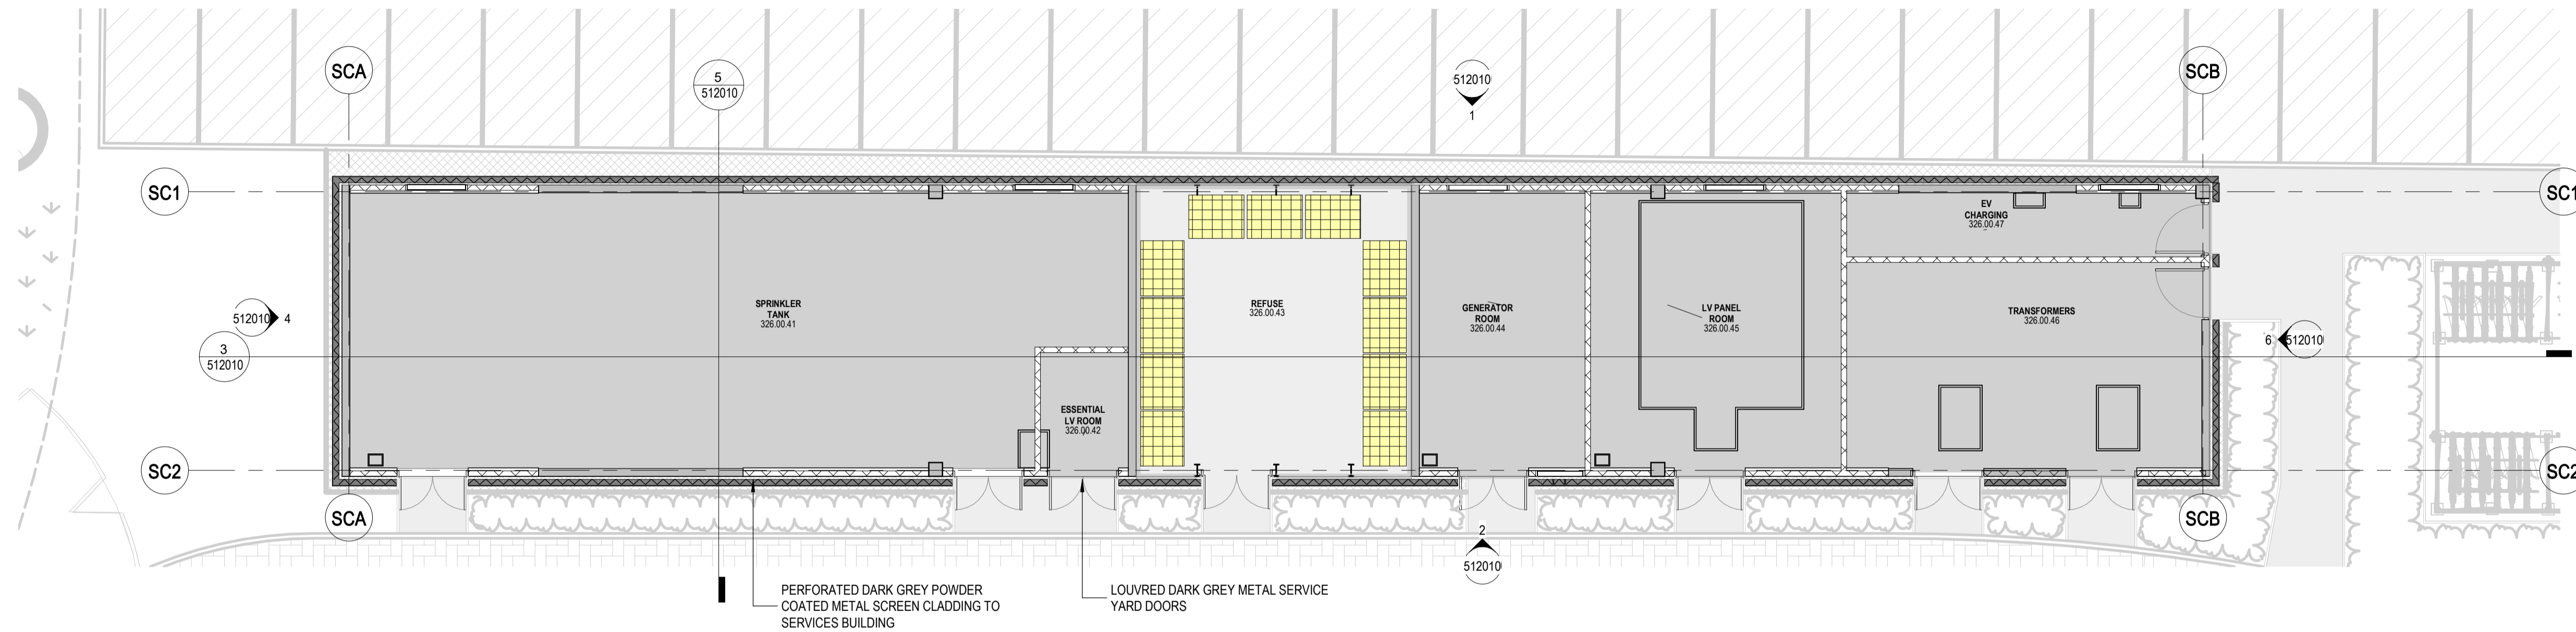 SCA
5
512010
512010
1
SCB
SC1
SC1
EV
CHARGING
326.00.47
SPRINKLER
TANK
326.00.41
REFUSE
326.00.43
GENERATOR
ROOM
326.00.44
LV PANEL
ROOM
326.00.45
TRANSFORMERS
326.00.46
512010
4
3
512010
6
512010
ESSENTIAL
LV ROOM
326.00.42
SC2
SC2
SCA
SCB
2
512010
PERFORATED DARK GREY POWDER
COATED METAL SCREEN CLADDING TO
SERVICES BUILDING
LOUVRED DARK GREY METAL SERVICE
YARD DOORS